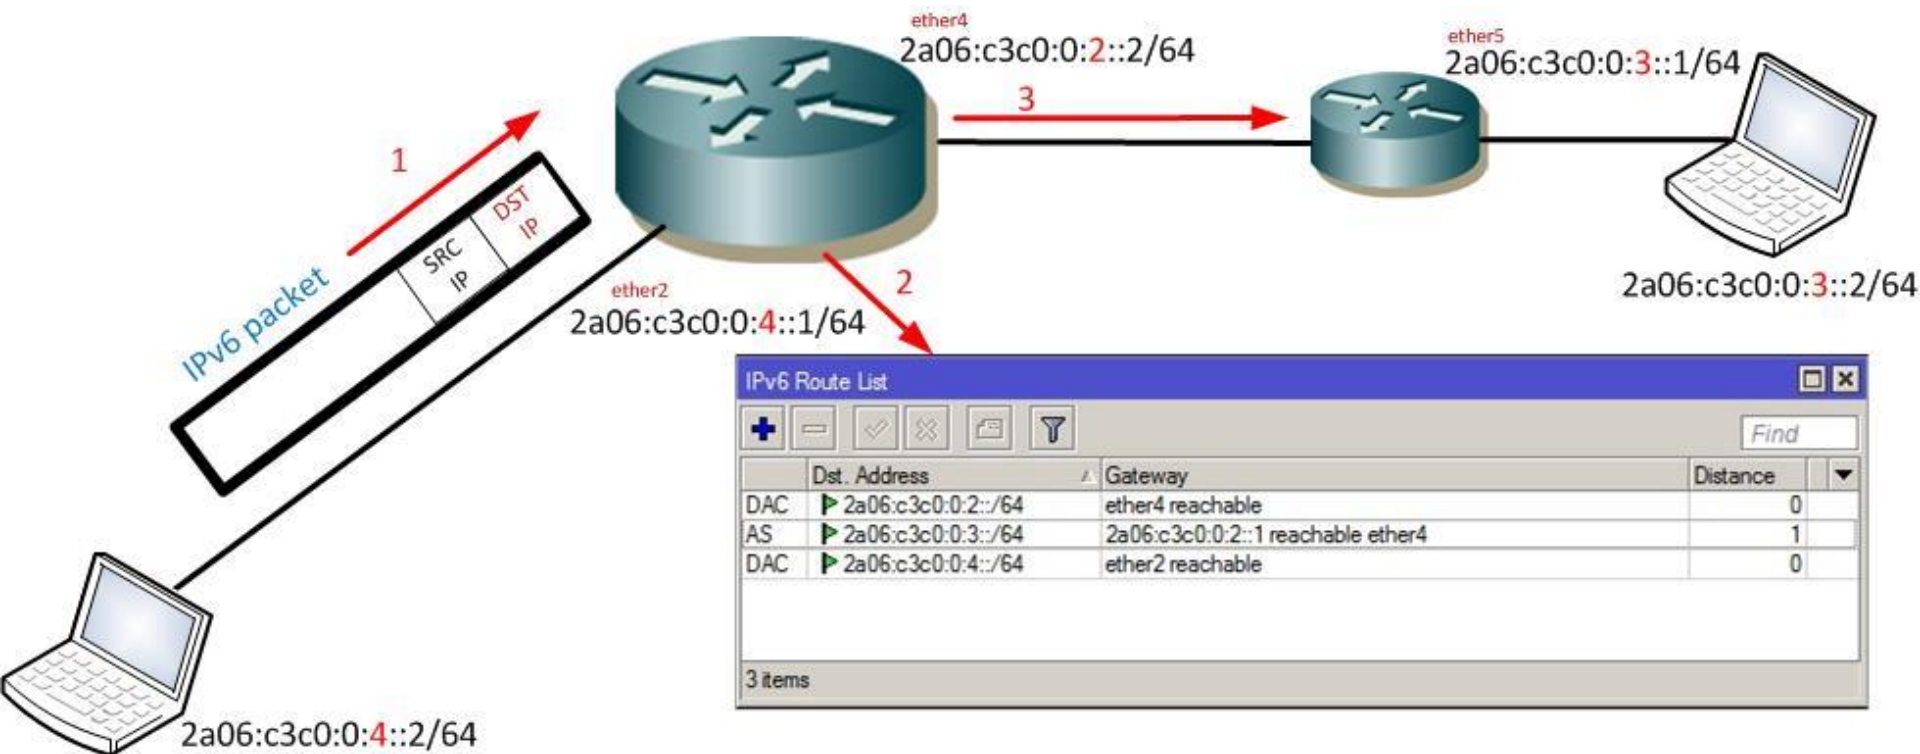 ether4
2a06:c3c0:0:2::2/64
ether5
2a06:c3c0:0:3::1/64
3
1
DST
IP
SRC
IP
IPv6 packet
2a06:c3c0:0:3::2/64
2
ether2
2a06:c3c0:0:4::1/64
IPv6 Route List
Find
Dst. Address Gateway Distance
DAC 2a06:c3c0:0:2::/64 ether4 reachable 0
AS 2a06:c3c0:0:3::/64 2a06:c3c0:0:2::1 reachable ether4 1
DAC 2a06:c3c0:0:4::/64 ether2 reachable 0
3 items
2a06:c3c0:0:4::2/64